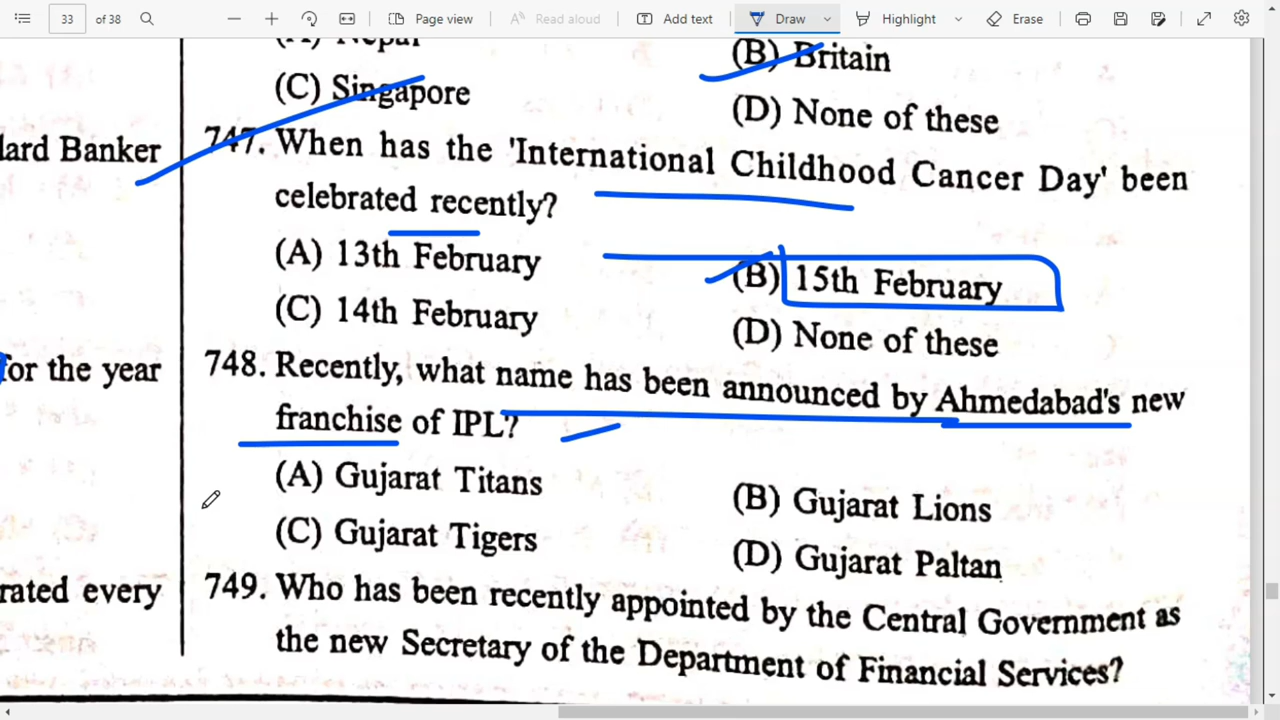 33 of 38 Page view Read aloud Add text Draw Highlight Erase
(A) Nepal (B) Britain
(C) Singapore (D) None of these
lard Banker
747. When has the 'International Childhood Cancer Day' been
celebrated recently?
(A) 13th February (B) 15th February
(C) 14th February (D) None of these
for the year
748. Recently, what name has been announced by Ahmedabad's new
franchise of IPL?
(A) Gujarat Titans (B) Gujarat Lions
(C) Gujarat Tigers (D) Gujarat Paltan
rated every
749. Who has been recently appointed by the Central Government as
the new Secretary of the Department of Financial Services?